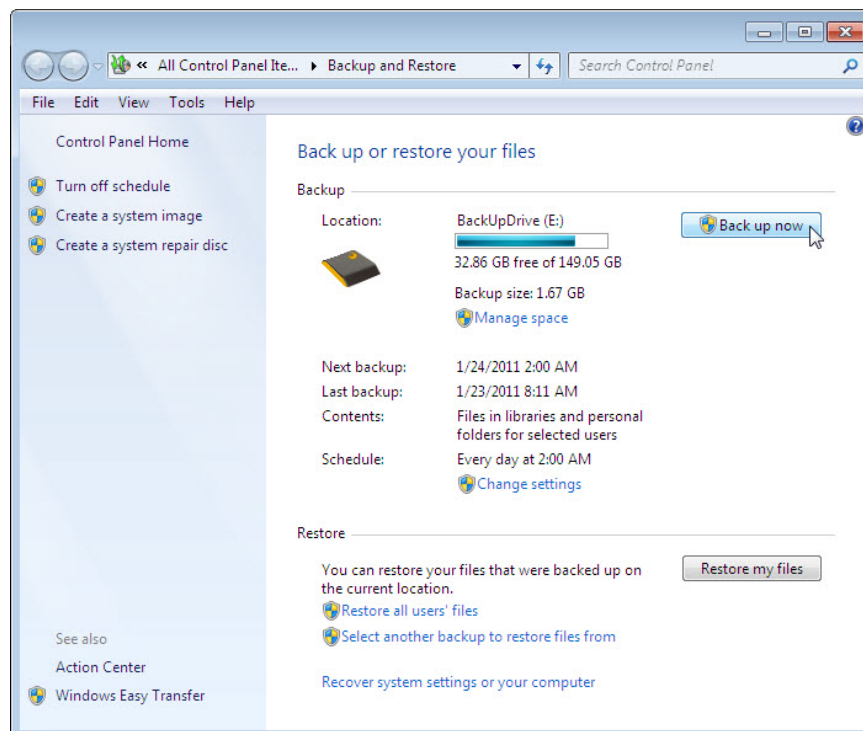 « All Control Panel Ite... ▸ Backup and Restore
Search Control Panel
File Edit View Tools Help
Control Panel Home
Turn off schedule
Create a system image
Create a system repair disc
See also
Action Center
Windows Easy Transfer
Back up or restore your files
Backup
Location: BackUpDrive (E:)
Back up now
32.86 GB free of 149.05 GB
Backup size: 1.67 GB
Manage space
Next backup: 1/24/2011 2:00 AM
Last backup: 1/23/2011 8:11 AM
Contents: Files in libraries and personal
folders for selected users
Schedule: Every day at 2:00 AM
Change settings
Restore
You can restore your files that were backed up on
the current location.
Restore my files
Restore all users' files
Select another backup to restore files from
Recover system settings or your computer